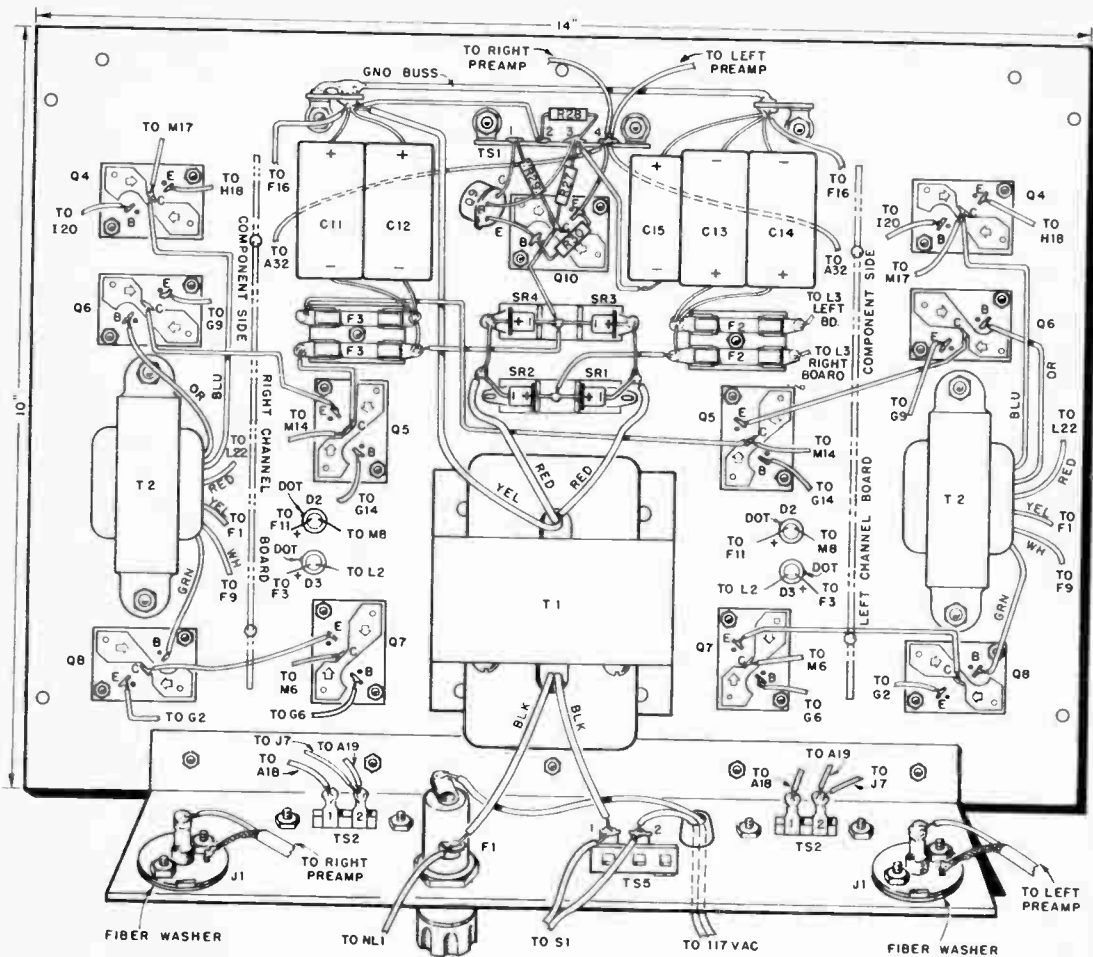 14"
10"
TO RIGHT
PREAMP
TO LEFT
PREAMP
GND BUSS
TO M17
Q4
E
TO
H18
C
B
TO
I20
TO
F16
+
+
C11
C12
-
-
TS1
1
2
3
4
R28
R29
R27
R30
Q9
C
E
B
E
C
Q10
+
-
-
C15
C13
C14
-
+
+
TO
F16
TO
A32
TO
A32
Q4
E
B
C
TO
I20
TO
M17
TO
H18
COMPONENT SIDE
RIGHT CHANNEL BOARD
COMPONENT SIDE
LEFT CHANNEL BOARD
Q6
E
C
B
TO
G9
F3
F3
SR4
SR3
SR2
SR1
+
-
+
-
+
-
+
-
F2
F2
TO L3
LEFT
BD.
TO L3
RIGHT
BOARD
Q6
B
C
E
TO
G9
OR
BLU
T2
TO
L22
RED
YEL
TO
F1
WH
TO
F9
GRN
TO
M14
E
C
B
Q5
TO
G14
YEL
RED
RED
T1
BLK
BLK
Q5
E
C
B
TO
M14
TO
G14
BLU
OR
T2
TO
L22
RED
YEL
TO
F1
WH
TO
F9
GRN
DOT
D2
TO
F11
+
TO M8
DOT
TO
F3
+
D3
TO L2
D2
DOT
TO
F11
+
TO
M8
TO L2
D3
DOT
+
TO
F3
Q8
B
C
E
TO G2
E
C
B
Q7
TO
M6
TO G6
Q7
E
C
B
TO
M6
TO
G6
Q8
B
C
E
TO
G2
TO J7
TO A19
TO
A18
1
2
TS2
TO A19
TO
A18
TO
J7
1
2
TS2
J1
TO RIGHT
PREAMP
FIBER WASHER
F1
TO NL1
1
2
TS5
TO S1
TO 117 VAC
J1
TO LEFT
PREAMP
FIBER WASHER